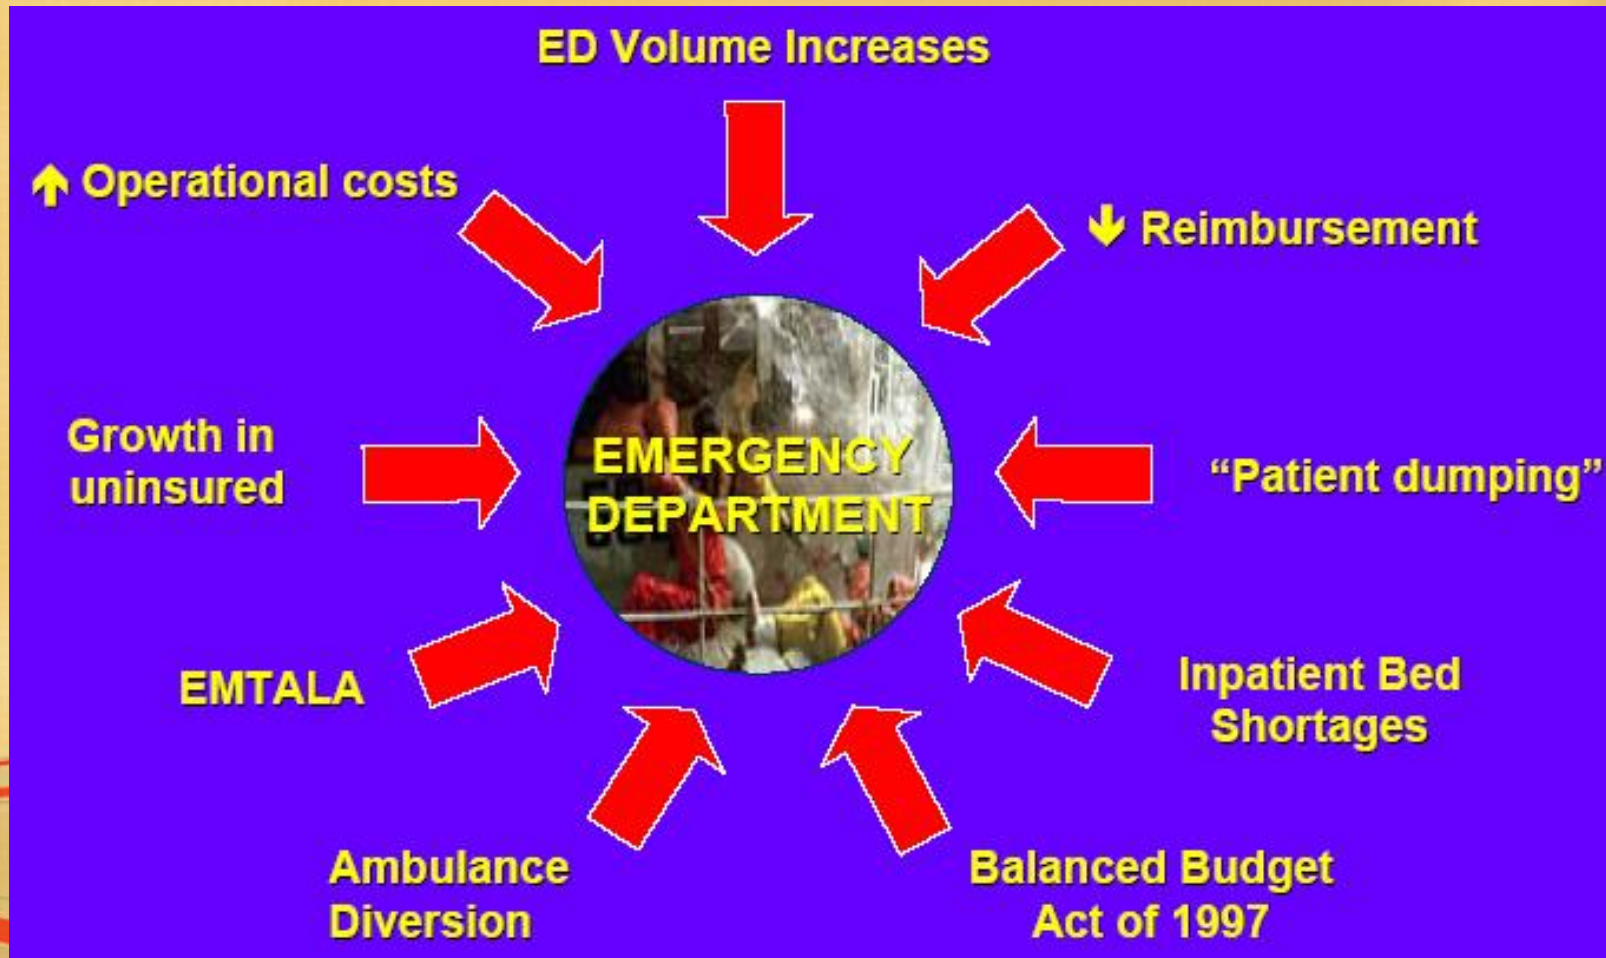 ED Volume Increases
↑ Operational costs
↓ Reimbursement
Growth in
uninsured
EMERGENCY
DEPARTMENT
“Patient dumping”
EMTALA
Inpatient Bed
Shortages
Ambulance
Diversion
Balanced Budget
Act of 1997